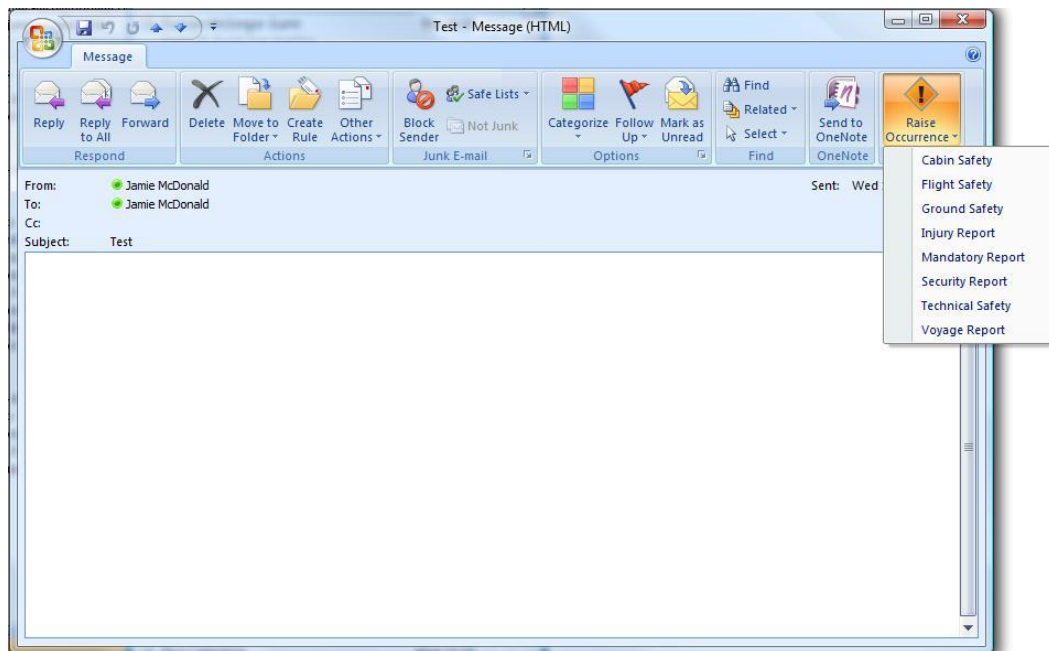 Test - Message (HTML)
Message
Reply
Reply to All
Forward
Respond
Delete
Move to Folder
Create Rule
Other Actions
Actions
Block Sender
Safe Lists
Not Junk
Junk E-mail
Categorize
Follow Up
Mark as Unread
Options
Find
Related
Select
Find
Send to OneNote
OneNote
Raise Occurrence
Cabin Safety
Flight Safety
Ground Safety
Injury Report
Mandatory Report
Security Report
Technical Safety
Voyage Report
From: Jamie McDonald
Sent: Wed
To: Jamie McDonald
Cc:
Subject: Test